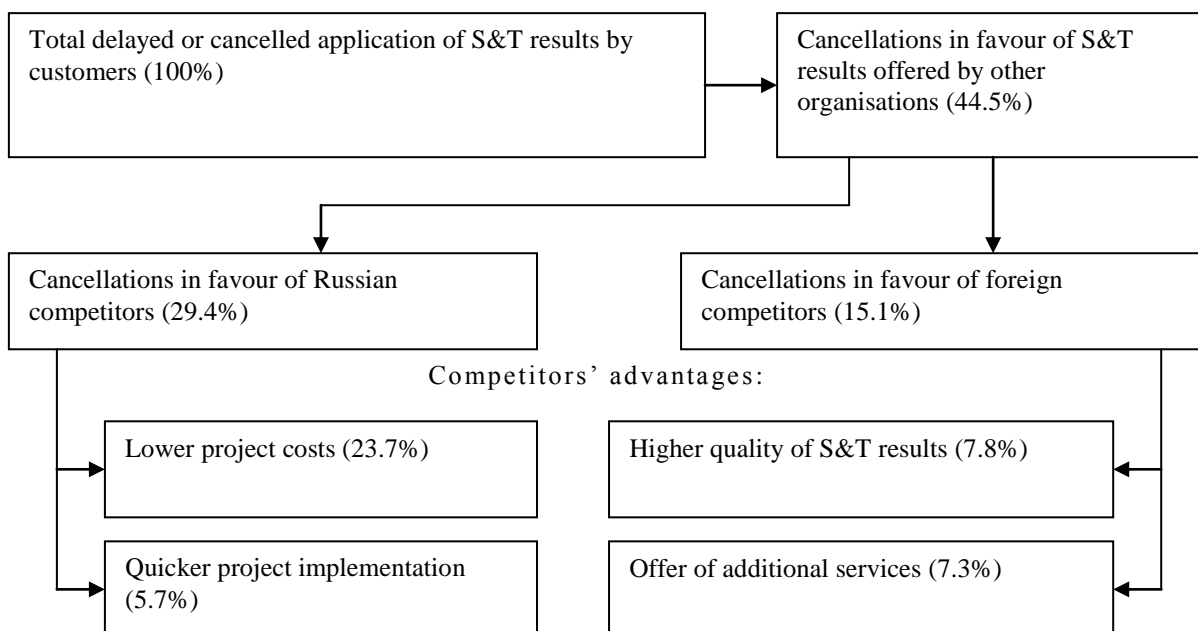 Total delayed or cancelled application of S&T results by
customers (100%)
Cancellations in favour of S&T
results offered by other
organisations (44.5%)
Cancellations in favour of Russian
competitors (29.4%)
Cancellations in favour of foreign
competitors (15.1%)
Competitors’ advantages:
Lower project costs (23.7%)
Higher quality of S&T results (7.8%)
Quicker project implementation
(5.7%)
Offer of additional services (7.3%)